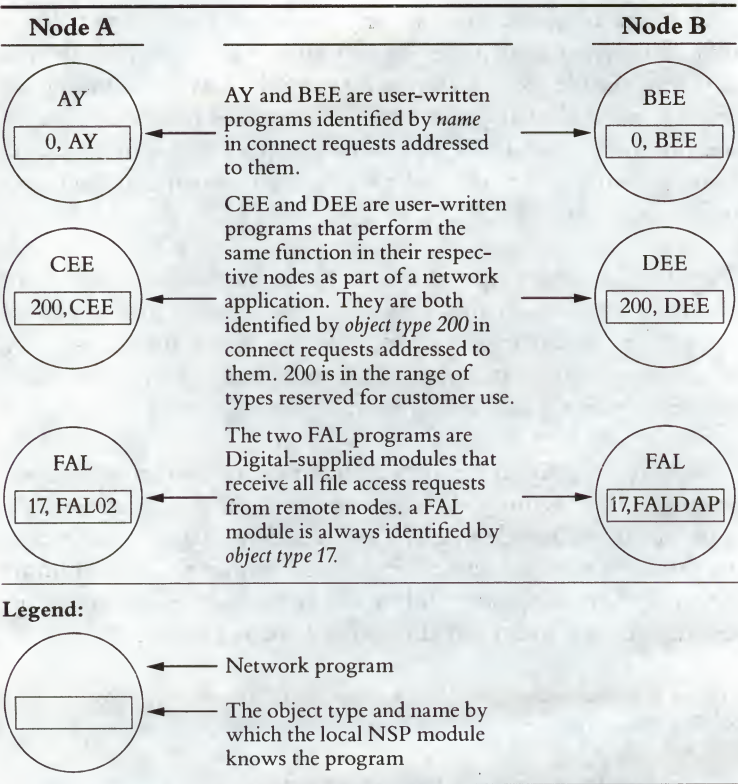 Node A
Node B
AY
0, AY
AY and BEE are user-written
programs identified by name
in connect requests addressed
to them.
BEE
0, BEE
CEE
200,CEE
CEE and DEE are user-written
programs that perform the
same function in their respec-
tive nodes as part of a network
application. They are both
identified by object type 200 in
connect requests addressed to
them. 200 is in the range of
types reserved for customer use.
DEE
200, DEE
FAL
17, FAL02
The two FAL programs are
Digital-supplied modules that
receive all file access requests
from remote nodes. a FAL
module is always identified by
object type 17.
FAL
17,FALDAP
Legend:
Network program
The object type and name by
which the local NSP module
knows the program